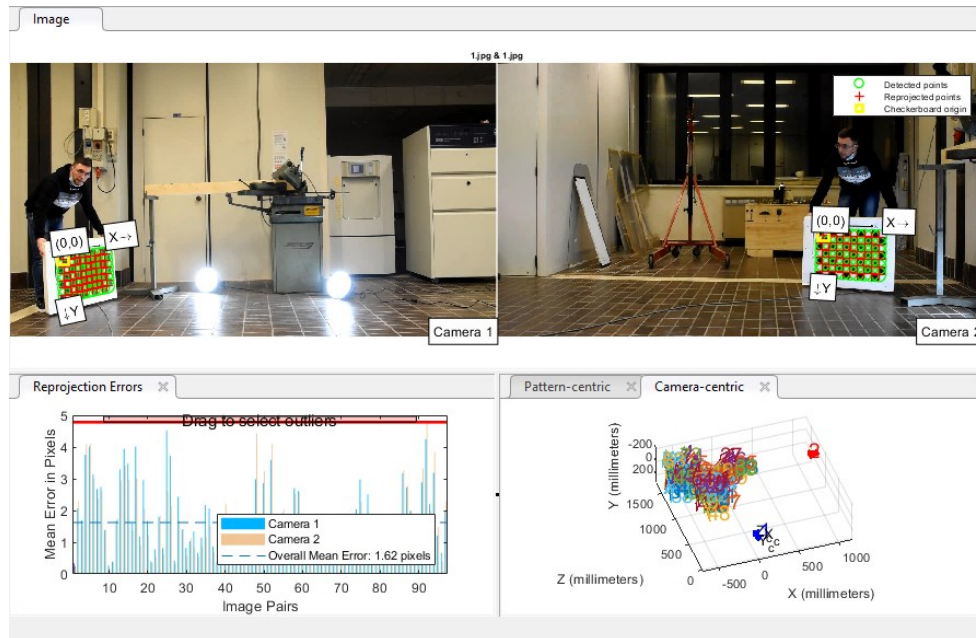 Image
1.jpg & 1.jpg
Detected points
Reprojected points
Checkerboard origin
(0,0)
X→
↓Y
Camera 1
(0,0)
X→
↓Y
Camera 2
Reprojection Errors
Drag to select outliers
Mean Error in Pixels
5
4
3
2
1
0
Camera 1
Camera 2
Overall Mean Error: 1.62 pixels
10 20 30 40 50 60 70 80 90
Image Pairs
Pattern-centric
Camera-centric
Y (millimeters)
-200
0
200
1500
1000
500
0
Z (millimeters)
-500
0
500
1000
X (millimeters)
2